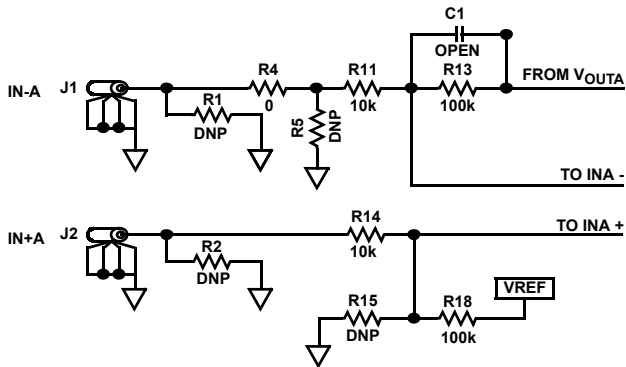 C1
OPEN
IN-A
J1
R4
0
R11
10k
R13
100k
FROM VOUTA
R1
DNP
R5
DNP
TO INA -
IN+A
J2
R14
10k
TO INA +
R2
DNP
R15
DNP
R18
100k
VREF